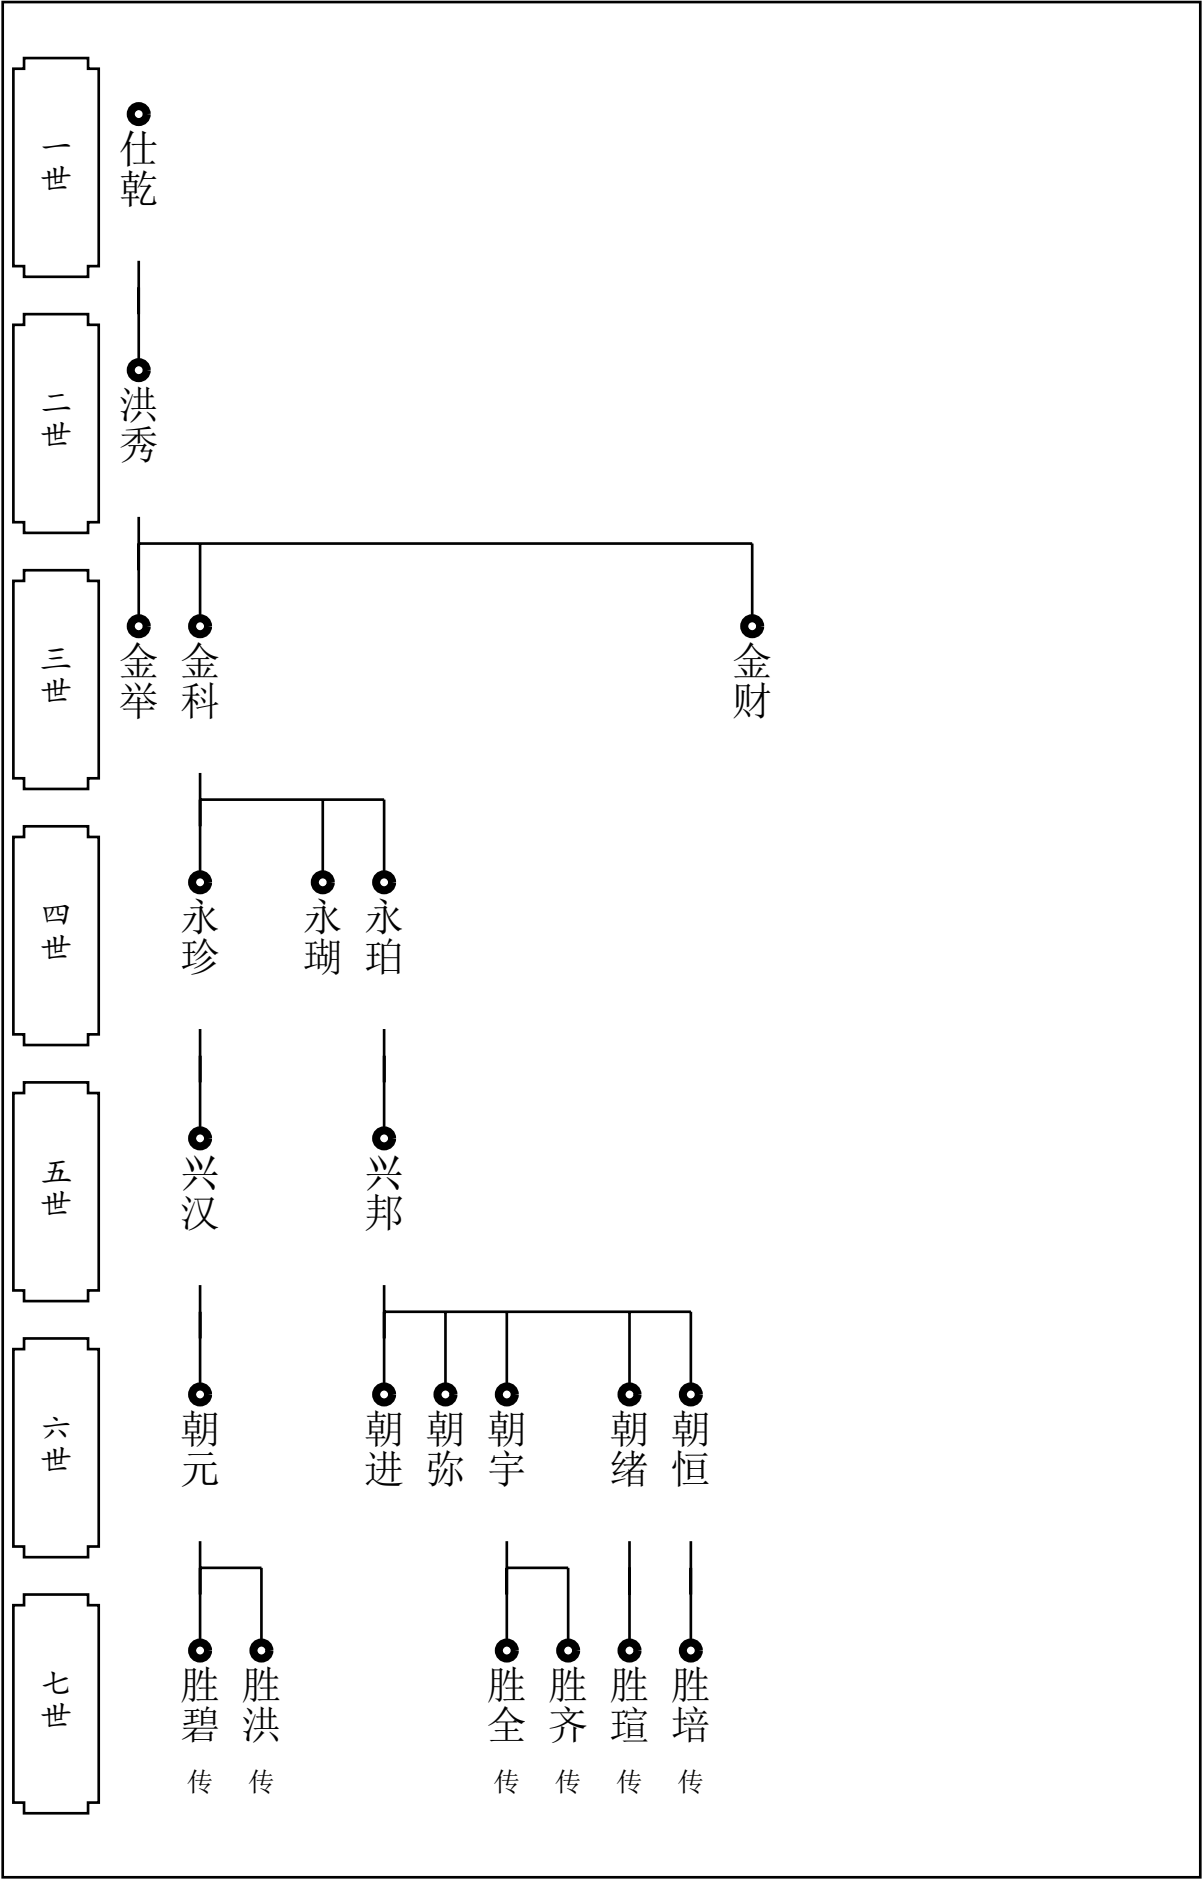 一世
仕乾
二世
洪秀
三世
金举
金科
金财
四世
永珍
永瑚
永珀
五世
兴汉
兴邦
六世
朝元
朝进
朝弥
朝宇
朝绪
朝恒
七世
胜碧
传
胜洪
传
胜全
传
胜齐
传
胜瑄
传
胜培
传